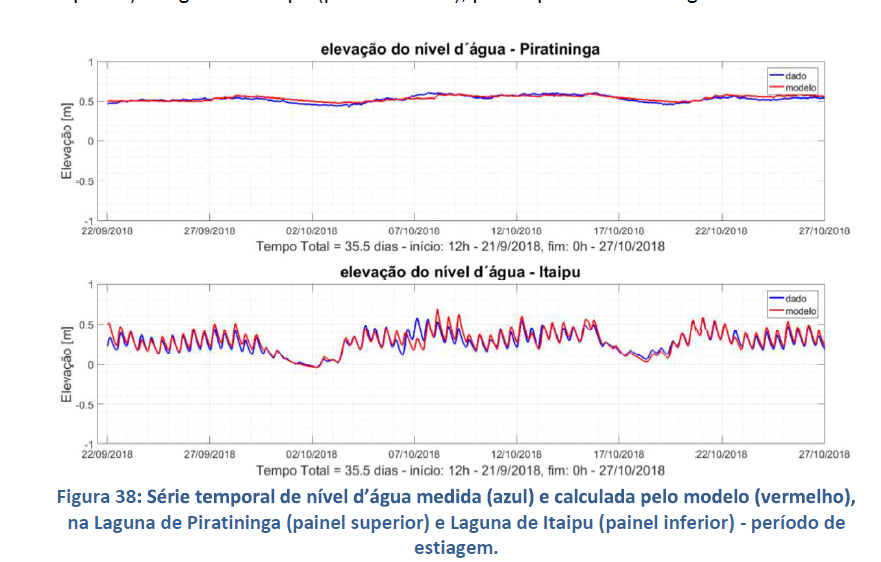 elevação do nível d´água - Piratininga
1
0.5
0
-0.5
-1
Elevação [m]
dado
modelo
22/09/2018 27/09/2018 02/10/2018 07/10/2018 12/10/2018 17/10/2018 22/10/2018 27/10/2018
Tempo Total = 35.5 dias - início: 12h - 21/9/2018, fim: 0h - 27/10/2018
elevação do nível d´água - Itaipu
1
0.5
0
-0.5
-1
Elevação [m]
dado
modelo
22/09/2018 27/09/2018 02/10/2018 07/10/2018 12/10/2018 17/10/2018 22/10/2018 27/10/2018
Tempo Total = 35.5 dias - início: 12h - 21/9/2018, fim: 0h - 27/10/2018
Figura 38: Série temporal de nível d’água medida (azul) e calculada pelo modelo (vermelho),
na Laguna de Piratininga (painel superior) e Laguna de Itaipu (painel inferior) - período de
estiagem.